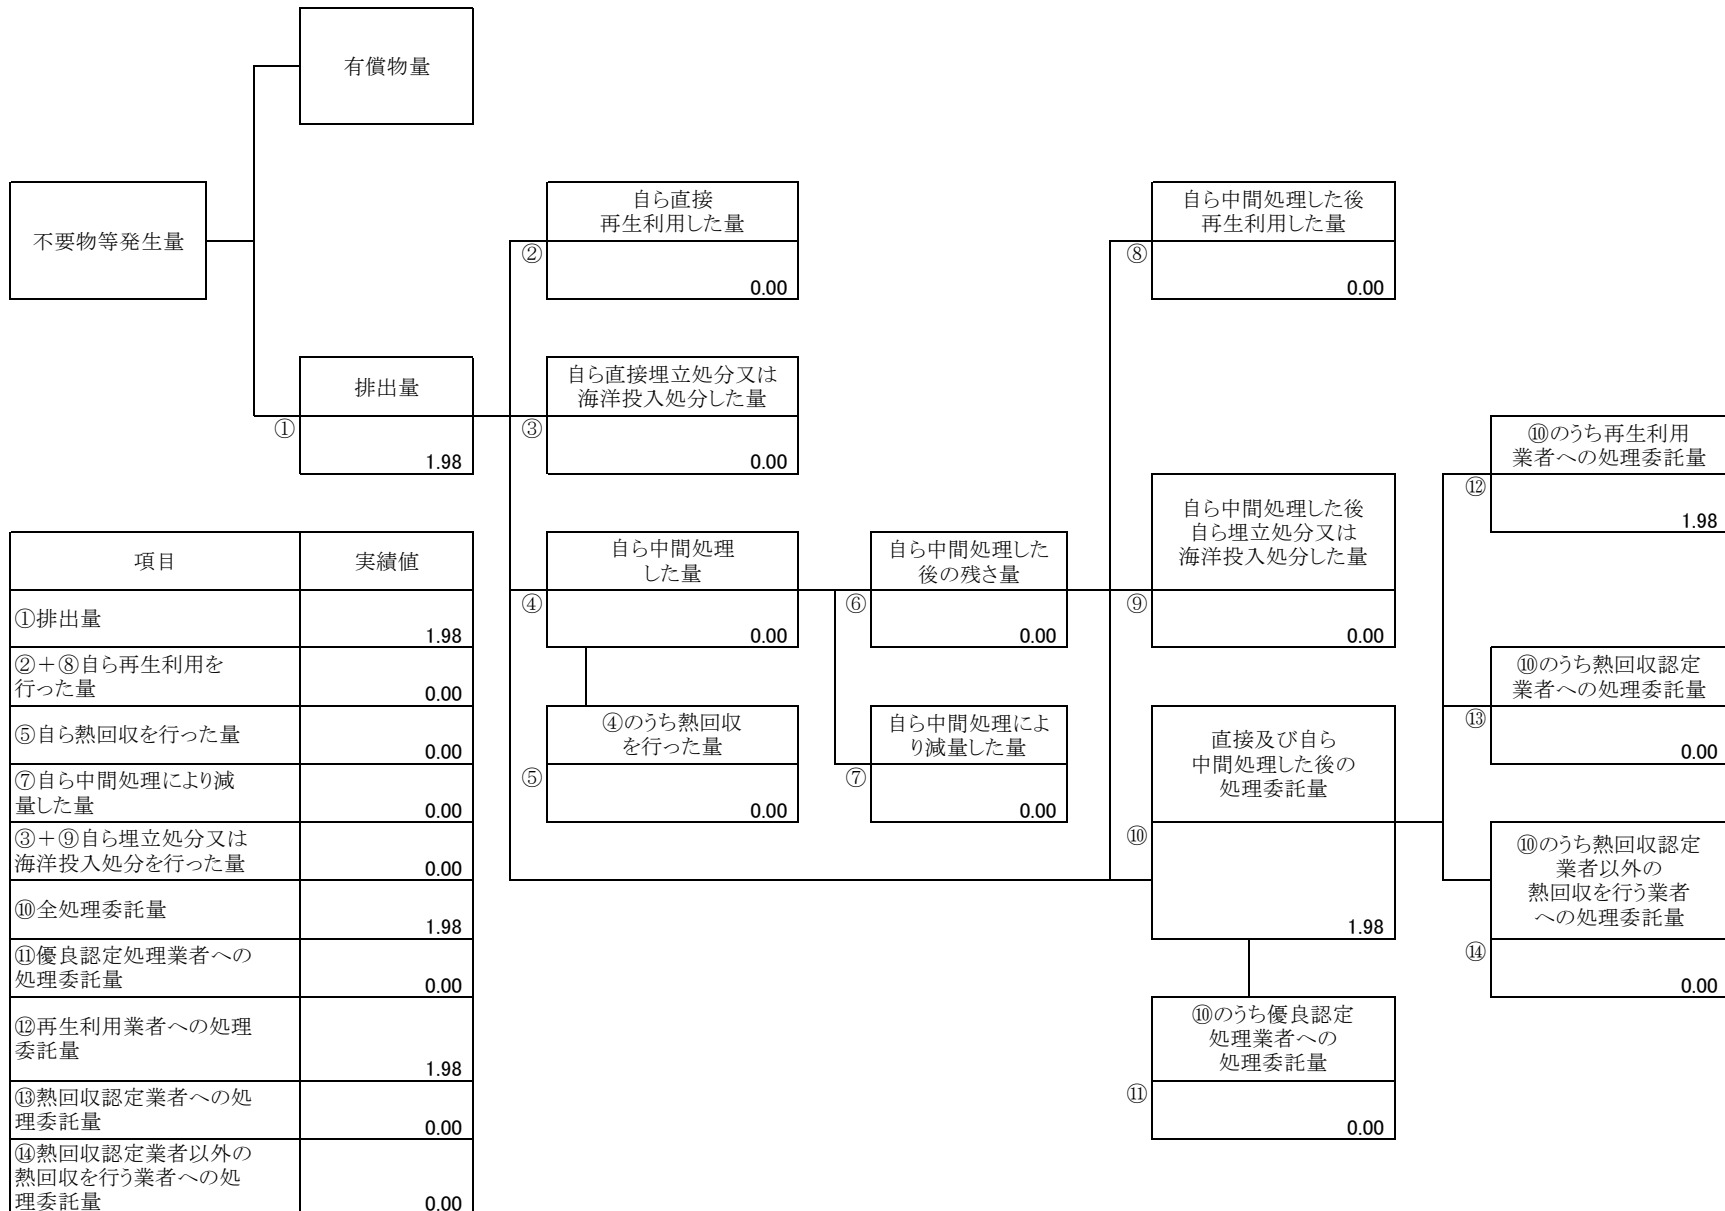 有償物量
不要物等発生量
自ら直接
再生利用した量
②
0.00
自ら中間処理した後
再生利用した量
⑧
0.00
排出量
①
1.98
自ら直接埋立処分又は
海洋投入処分した量
③
0.00
⑩のうち再生利用
業者への処理委託量
⑫
1.98
自ら中間処理した後
自ら埋立処分又は
海洋投入処分した量
⑨
0.00
自ら中間処理
した量
④
0.00
自ら中間処理した
後の残さ量
⑥
0.00
⑩のうち熱回収認定
業者への処理委託量
⑬
0.00
④のうち熱回収
を行った量
⑤
0.00
自ら中間処理によ
り減量した量
⑦
0.00
直接及び自ら
中間処理した後の
処理委託量
⑩
1.98
⑩のうち熱回収認定
業者以外の
熱回収を行う業者
への処理委託量
⑭
0.00
⑩のうち優良認定
処理業者への
処理委託量
⑪
0.00
項目 実績値
①排出量
1.98
②＋⑧自ら再生利用を
行った量 0.00
⑤自ら熱回収を行った量
0.00
⑦自ら中間処理により減
量した量 0.00
③＋⑨自ら埋立処分又は
海洋投入処分を行った量 0.00
⑩全処理委託量
1.98
⑪優良認定処理業者への
処理委託量 0.00
⑫再生利用業者への処理
委託量
1.98
⑬熱回収認定業者への処
理委託量 0.00
⑭熱回収認定業者以外の
熱回収を行う業者への処
理委託量 0.00